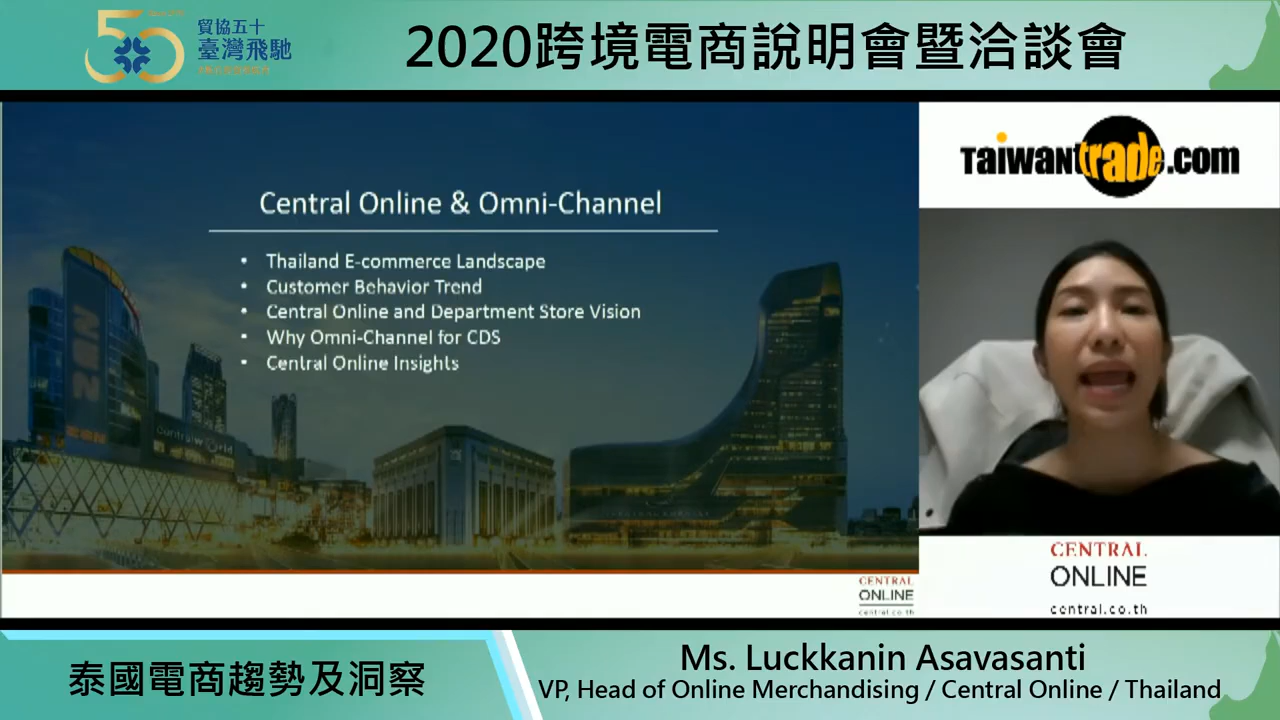 50
貿協五十
臺灣飛馳
2020跨境電商說明會暨洽談會
Central Online & Omni-Channel
• Thailand E-commerce Landscape
• Customer Behavior Trend
• Central Online and Department Store Vision
• Why Omni-Channel for CDS
• Central Online Insights
ZEN
ZEN
centralworld
CENTRAL
ONLINE
central.co.th
TaiwanTrade.com
CENTRAL
ONLINE
central.co.th
泰國電商趨勢及洞察
Ms. Luckkanin Asavasanti
VP, Head of Online Merchandising / Central Online / Thailand